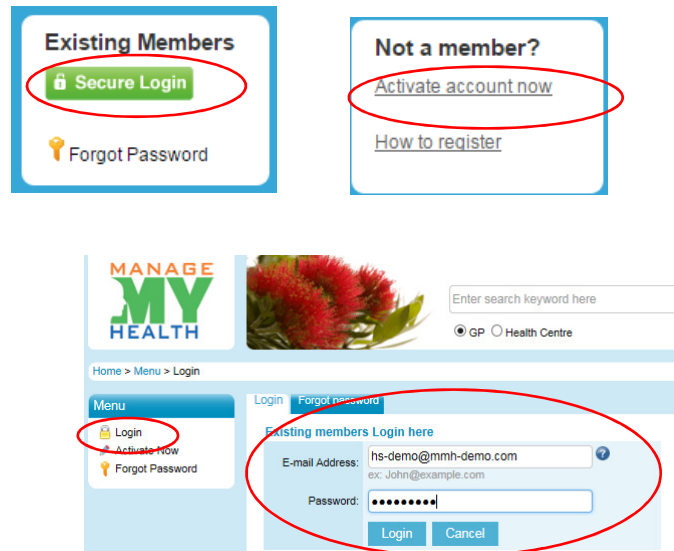 Existing Members
Secure Login
Forgot Password
Not a member?
Activate account now
How to register
MANAGE
MY
HEALTH
Enter search keyword here
GP Health Centre
Home > Menu > Login
Menu
Login
Activate Now
Forgot Password
Login Forgot password
Existing members Login here
E-mail Address: hs-demo@mmh-demo.com
ex: John@example.com
Password: •••••••••
Login Cancel